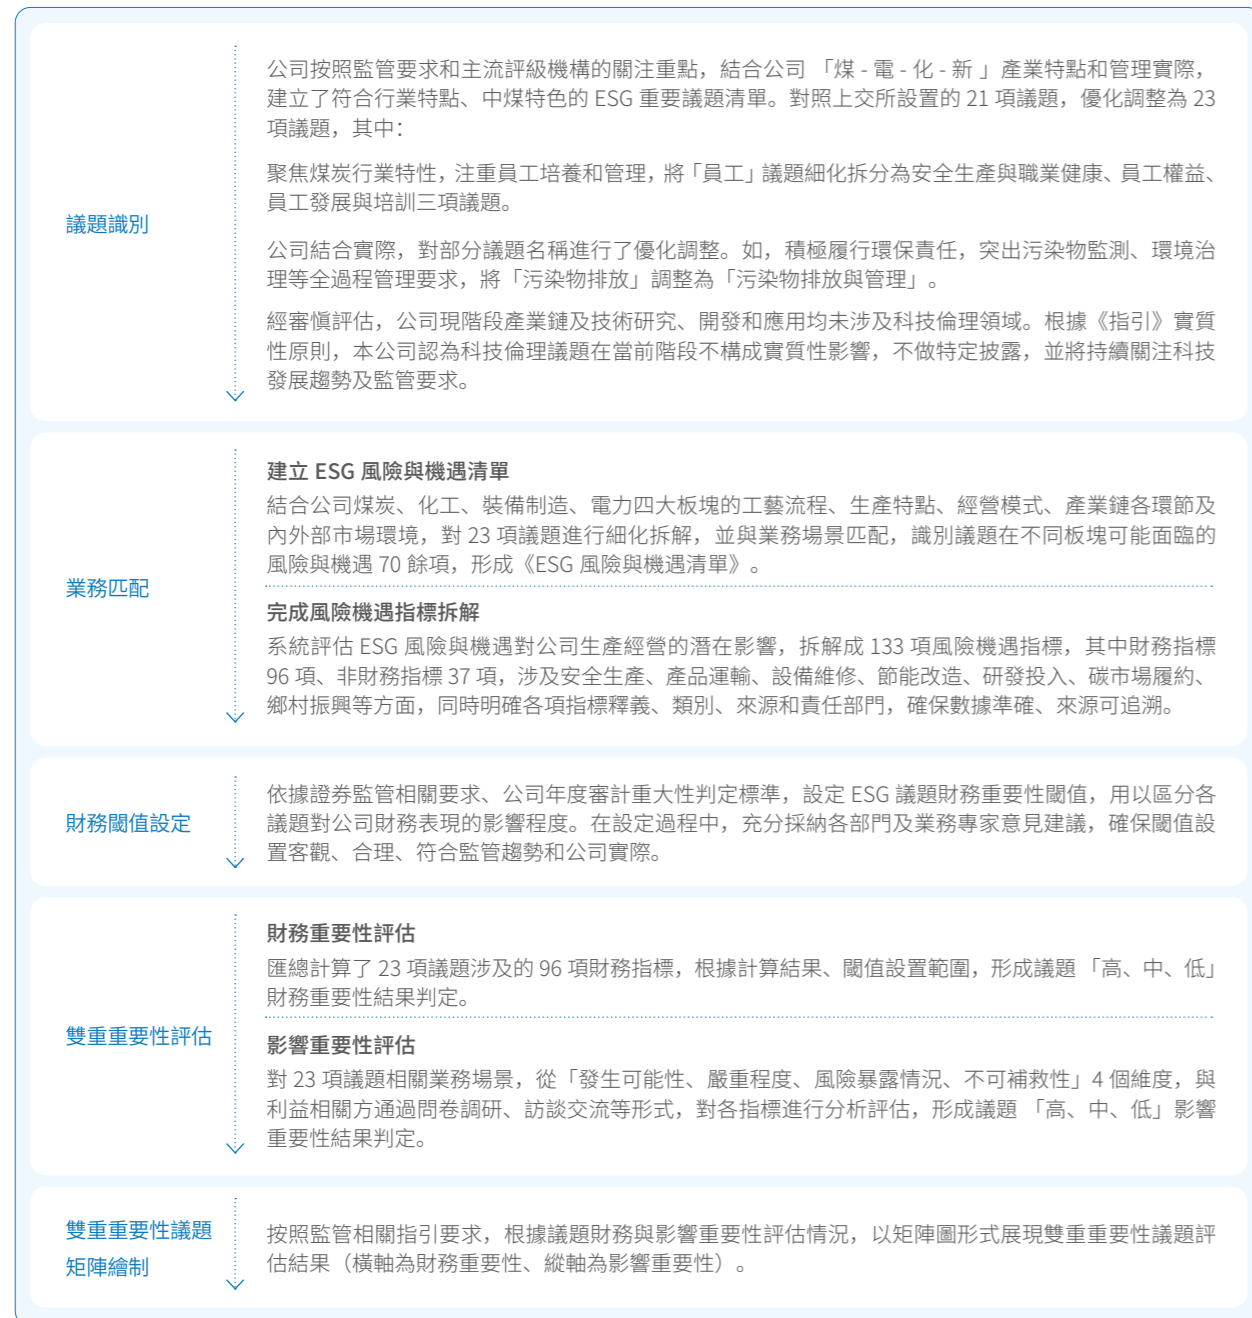 議題識別
公司按照監管要求和主流評級機構的關注重點，結合公司 「煤 - 電 - 化 - 新 」產業特點和管理實際，
建立了符合行業特點、中煤特色的 ESG 重要議題清單。對照上交所設置的 21 項議題，優化調整為 23
項議題，其中：
聚焦煤炭行業特性，注重員工培養和管理，將「員工」議題細化拆分為安全生產與職業健康、員工權益、
員工發展與培訓三項議題。
公司結合實際，對部分議題名稱進行了優化調整。如，積極履行環保責任，突出污染物監測、環境治
理等全過程管理要求，將「污染物排放」調整為「污染物排放與管理」。
經審慎評估，公司現階段產業鏈及技術研究、開發和應用均未涉及科技倫理領域。根據《指引》實質
性原則，本公司認為科技倫理議題在當前階段不構成實質性影響，不做特定披露，並將持續關注科技
發展趨勢及監管要求。
業務匹配
建立 ESG 風險與機遇清單
結合公司煤炭、化工、裝備制造、電力四大板塊的工藝流程、生產特點、經營模式、產業鏈各環節及
內外部市場環境，對 23 項議題進行細化拆解，並與業務場景匹配，識別議題在不同板塊可能面臨的
風險與機遇 70 餘項，形成《ESG 風險與機遇清單》。
完成風險機遇指標拆解
系統評估 ESG 風險與機遇對公司生產經營的潛在影響，拆解成 133 項風險機遇指標，其中財務指標
96 項、非財務指標 37 項，涉及安全生產、產品運輸、設備維修、節能改造、研發投入、碳市場履約、
鄉村振興等方面，同時明確各項指標釋義、類別、來源和責任部門，確保數據準確、來源可追溯。
財務閾值設定
依據證券監管相關要求、公司年度審計重大性判定標準，設定 ESG 議題財務重要性閾值，用以區分各
議題對公司財務表現的影響程度。在設定過程中，充分採納各部門及業務專家意見建議，確保閾值設
置客觀、合理、符合監管趨勢和公司實際。
雙重重要性評估
財務重要性評估
匯總計算了 23 項議題涉及的 96 項財務指標，根據計算結果、閾值設置範圍，形成議題 「高、中、低」
財務重要性結果判定。
影響重要性評估
對 23 項議題相關業務場景，從「發生可能性、嚴重程度、風險暴露情況、不可補救性」4 個維度，與
利益相關方通過問卷調研、訪談交流等形式，對各指標進行分析評估，形成議題 「高、中、低」影響
重要性結果判定。
雙重重要性議題
矩陣繪制
按照監管相關指引要求，根據議題財務與影響重要性評估情況，以矩陣圖形式展現雙重重要性議題評
估結果（橫軸為財務重要性、縱軸為影響重要性）。